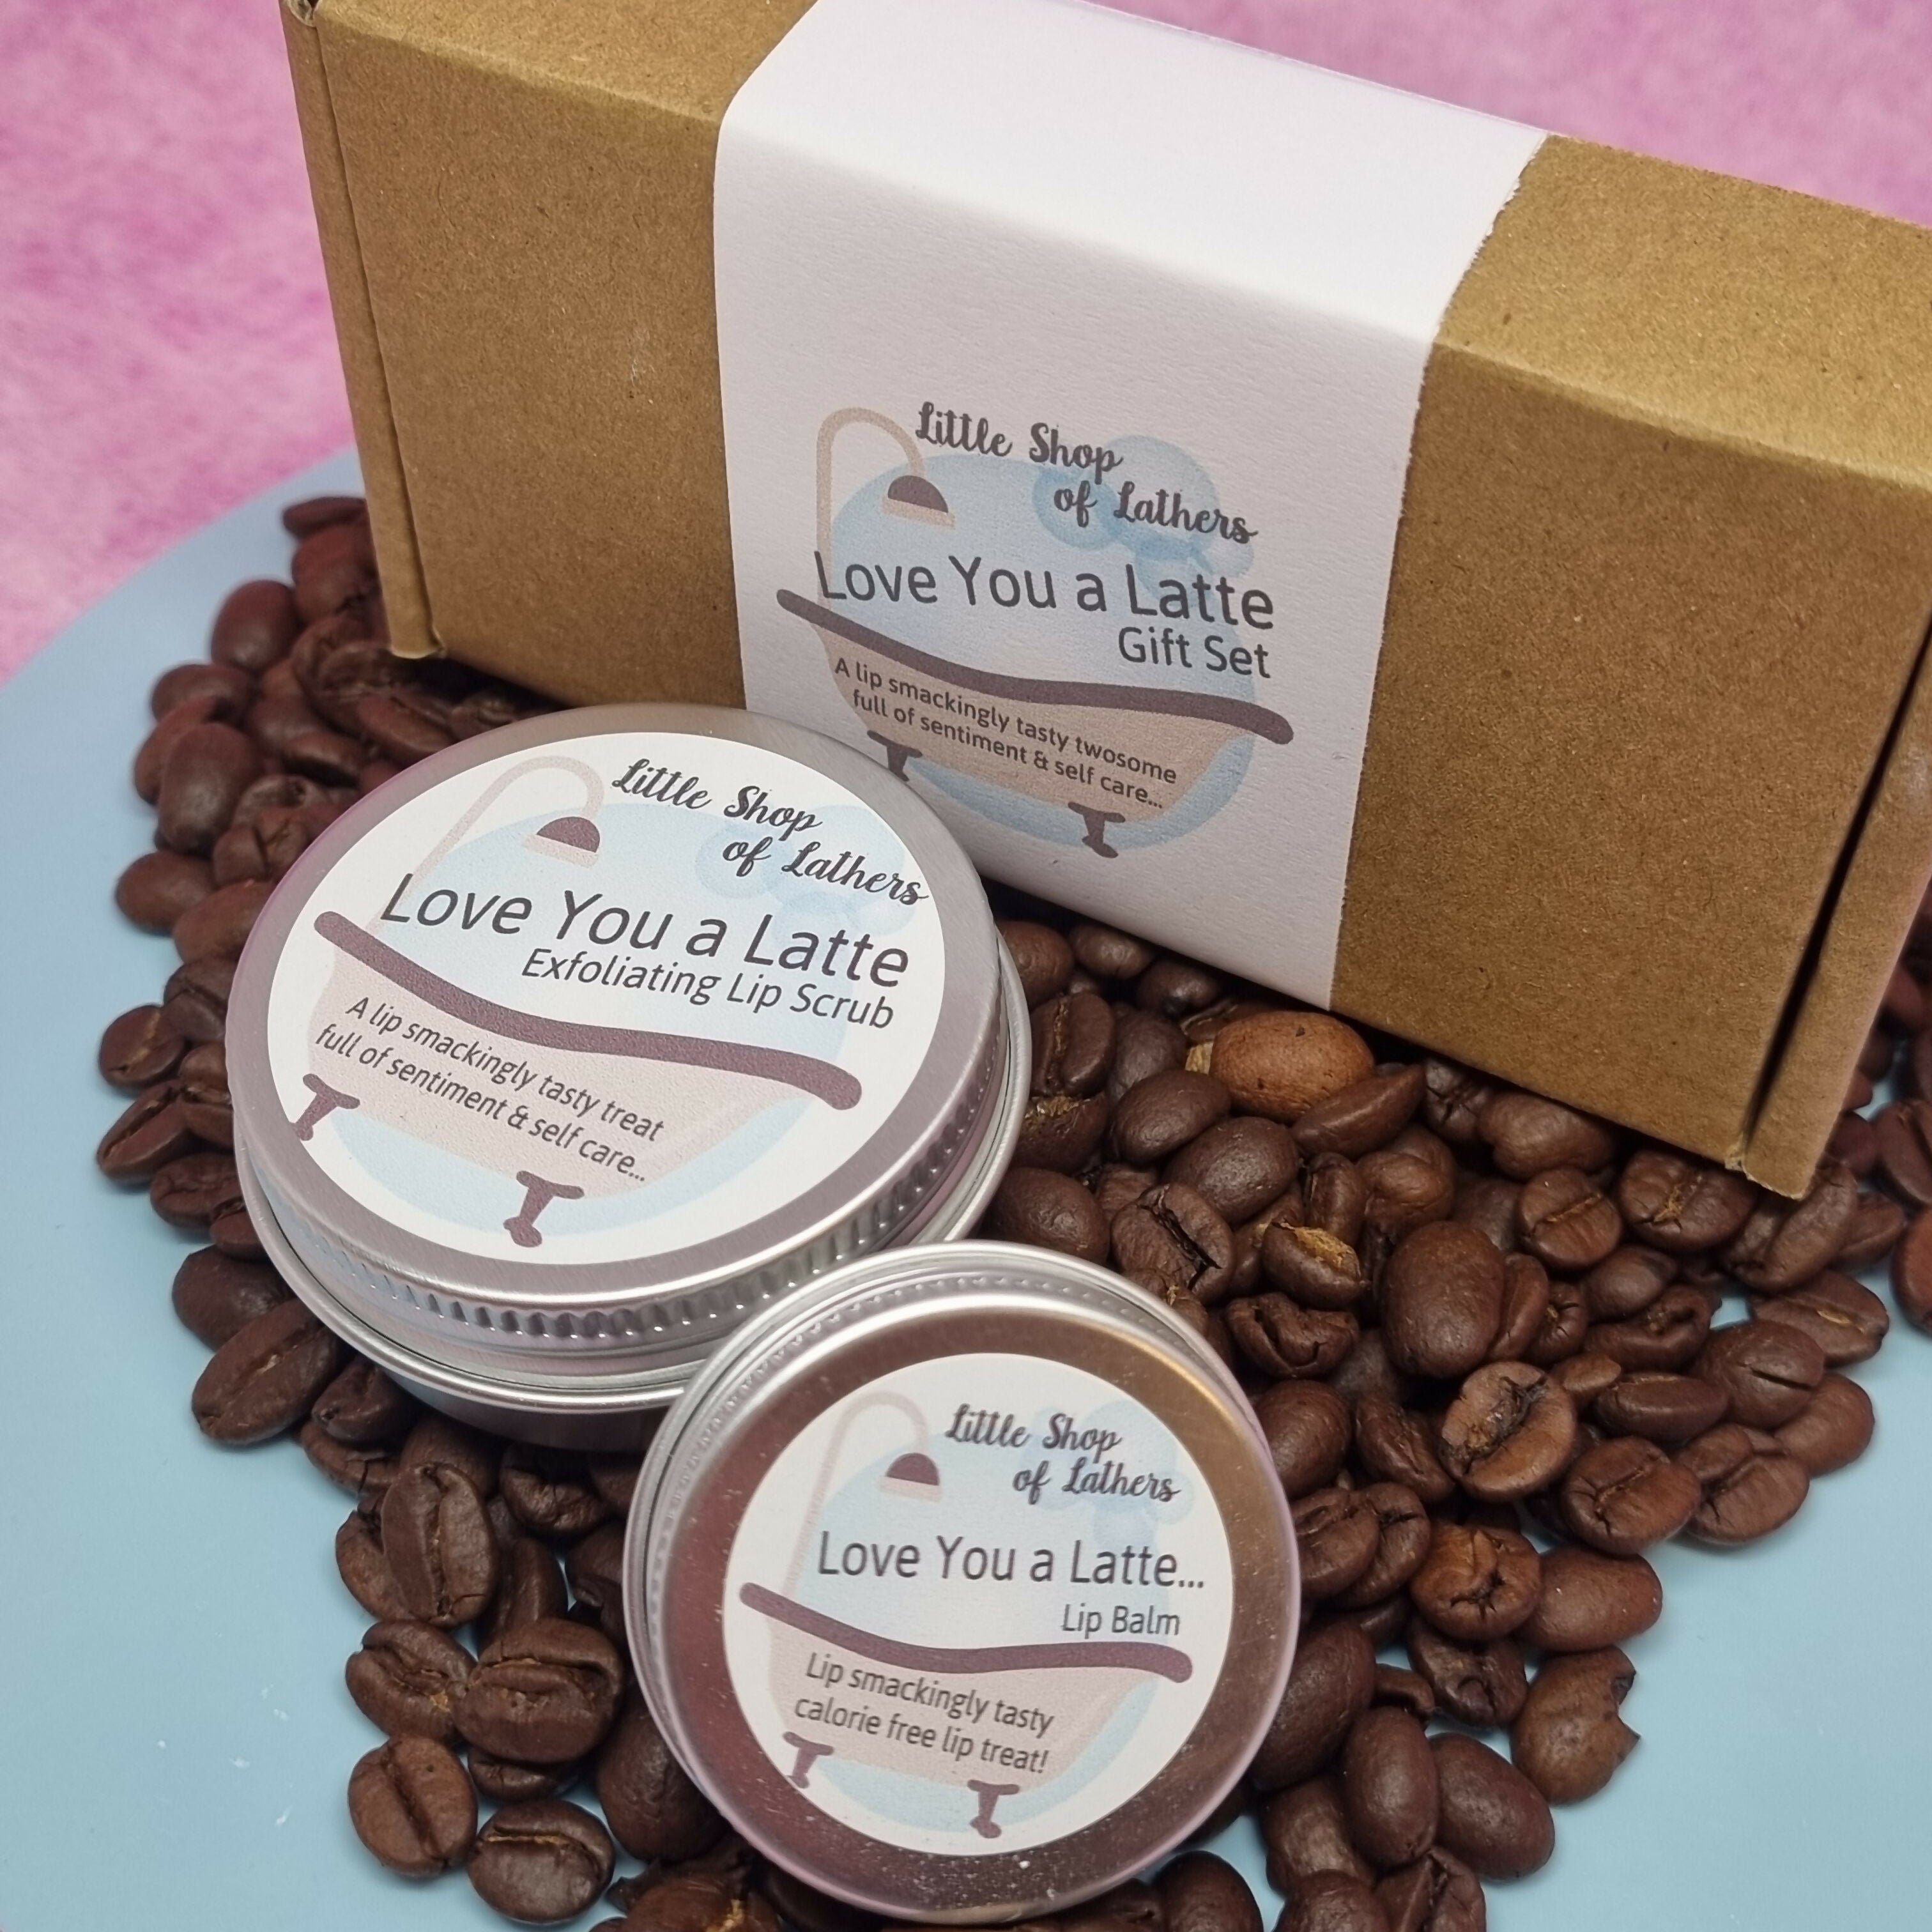 Little Shop
of Lathers
Love You a Latte
Gift Set
A lip smackingly tasty twosome
full of sentiment & self care...
Little Shop
of Lathers
Love You a Latte
Exfoliating Lip Scrub
A lip smackingly tasty treat
full of sentiment & self care...
Little Shop
of Lathers
Love You a Latte...
Lip Balm
Lip smackingly tasty
calorie free lip treat!